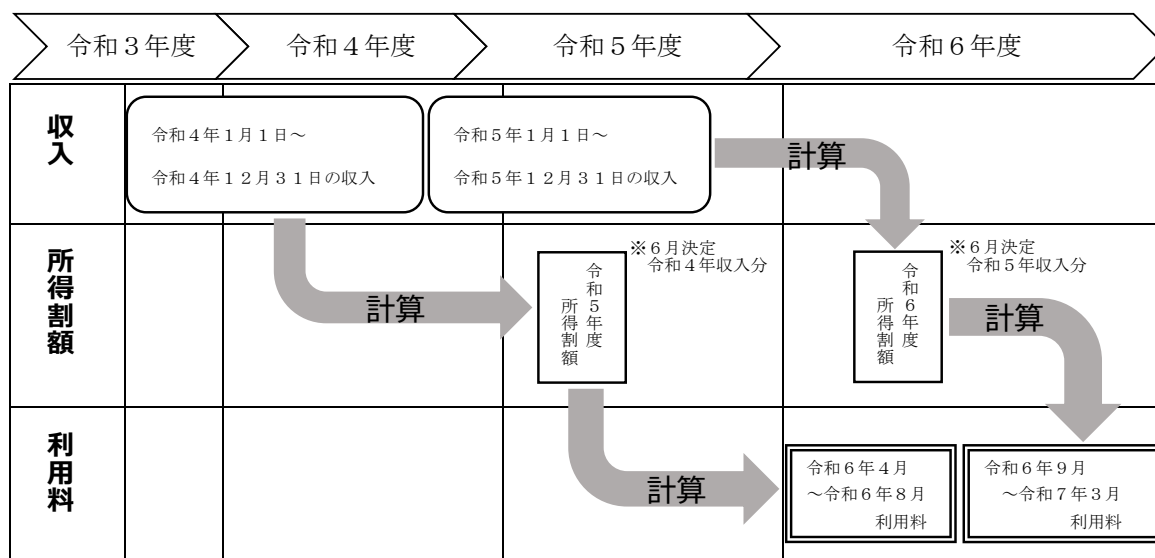 令和３年度
令和４年度
令和５年度
令和６年度
収入
令和４年１月１日～
令和４年１２月３１日の収入
令和５年１月１日～
令和５年１２月３１日の収入
計算
所得割額
計算
令和５年度
所得割額
※６月決定
令和４年収入分
令和６年度
所得割額
※６月決定
令和５年収入分
計算
利用料
計算
令和６年４月
～令和６年８月
利用料
令和６年９月
～令和７年３月
利用料